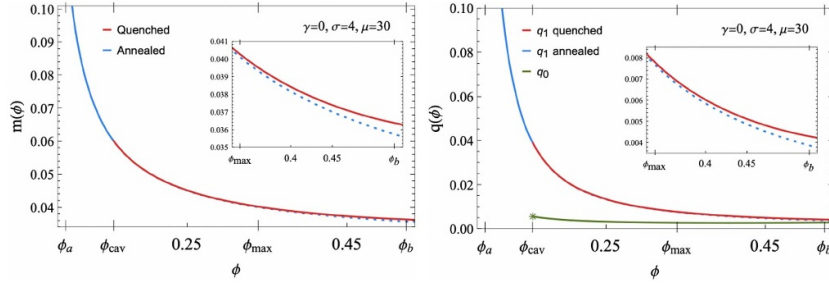 0.10
0.09
0.08
0.07
0.06
0.05
0.04
m(ϕ)
Quenched
Annealed
γ=0, σ=4, μ=30
0.041
0.040
0.039
0.038
0.037
0.036
0.035
ϕmax 0.4 0.45 ϕb
ϕa ϕcav 0.25 ϕmax 0.45 ϕb
ϕ
0.10
0.08
0.06
0.04
0.02
0.00
q(ϕ)
q1 quenched
q1 annealed
q0
γ=0, σ=4, μ=30
0.008
0.007
0.006
0.005
0.004
ϕmax 0.4 0.45 ϕb
ϕa ϕcav 0.25 ϕmax 0.45 ϕb
ϕ